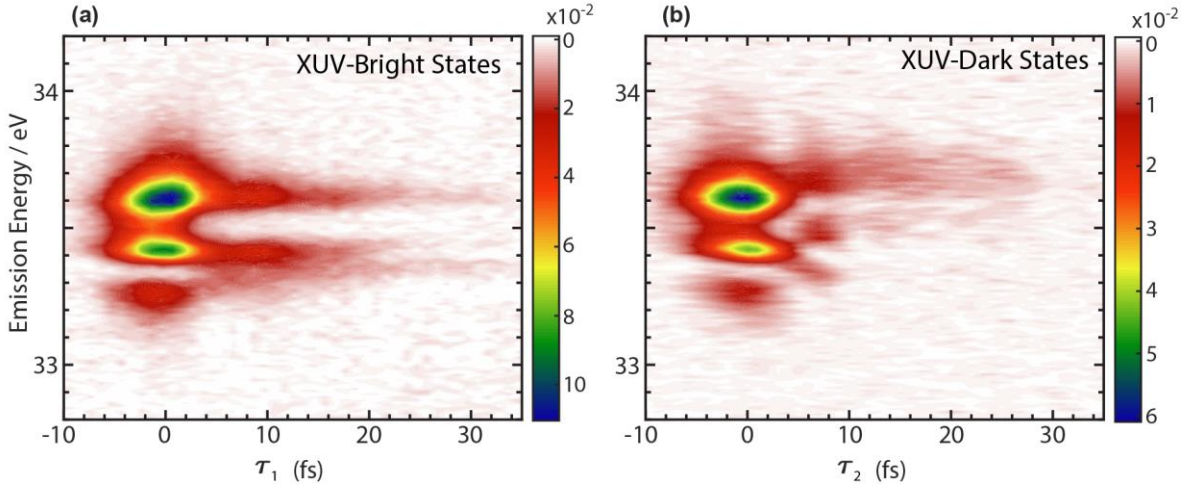 (a)
x10-2
XUV-Bright States
0
2
4
6
8
10
34
33
Emission Energy / eV
-10 0 10 20 30
τ1 (fs)
(b)
x10-2
XUV-Dark States
0
1
2
3
4
5
6
-10 0 10 20 30
τ2 (fs)